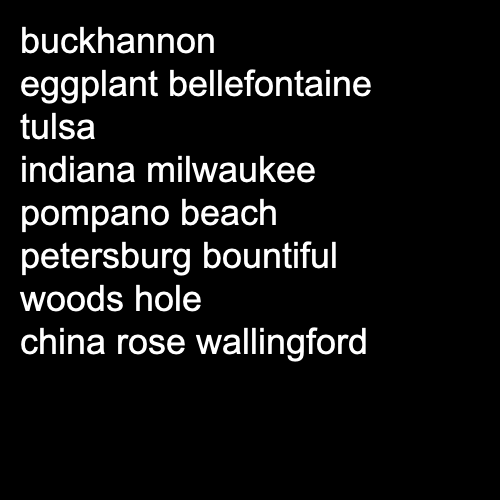 buckhannon
eggplant bellefontaine
tulsa
indiana milwaukee
pompano beach
petersburg bountiful
woods hole
china rose wallingford